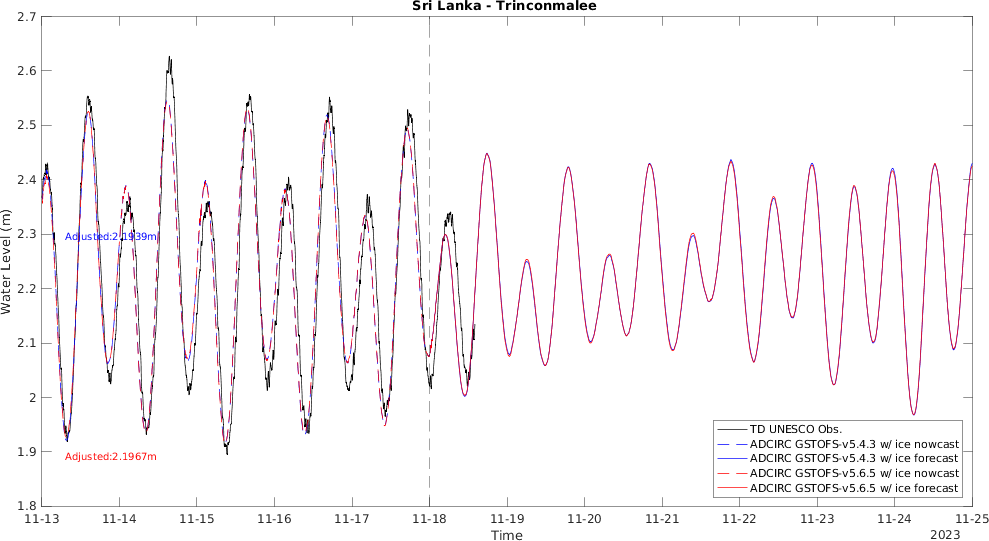 Sri Lanka - Trinconmalee
Water Level (m)
2.7
2.6
2.5
2.4
2.3
2.2
2.1
2
1.9
1.8
Adjusted:2.1939m
Adjusted:2.1967m
TD UNESCO Obs.
ADCIRC GSTOFS-v5.4.3 w/ ice nowcast
ADCIRC GSTOFS-v5.4.3 w/ ice forecast
ADCIRC GSTOFS-v5.6.5 w/ ice nowcast
ADCIRC GSTOFS-v5.6.5 w/ ice forecast
11-13 11-14 11-15 11-16 11-17 11-18 11-19 11-20 11-21 11-22 11-23 11-24 11-25
Time
2023